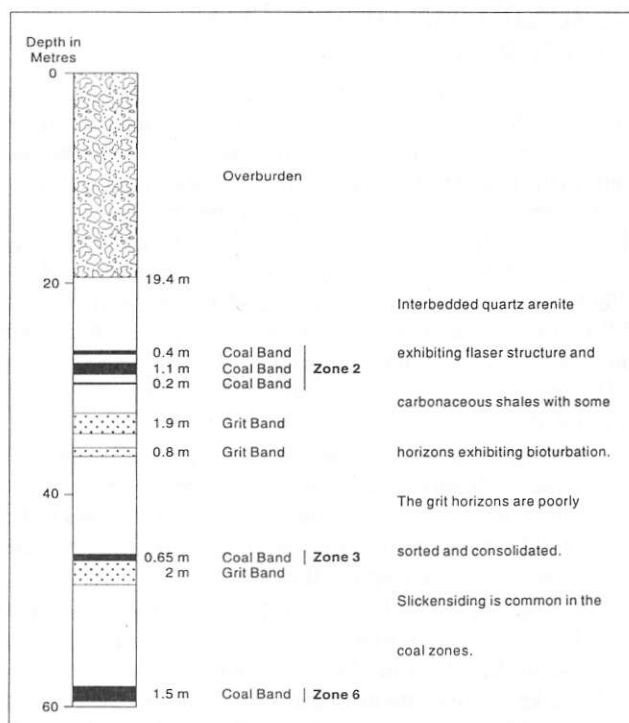 Depth in
Metres
0
Overburden
19.4 m
20
Interbedded quartz arenite
0.4 m Coal Band
exhibiting flaser structure and
1.1 m Coal Band Zone 2
0.2 m Coal Band
carbonaceous shales with some
1.9 m Grit Band
0.8 m Grit Band
horizons exhibiting bioturbation.
40
The grit horizons are poorly
sorted and consolidated.
0.65 m Coal Band Zone 3
2 m Grit Band
Slickensiding is common in the
coal zones.
1.5 m Coal Band Zone 6
60